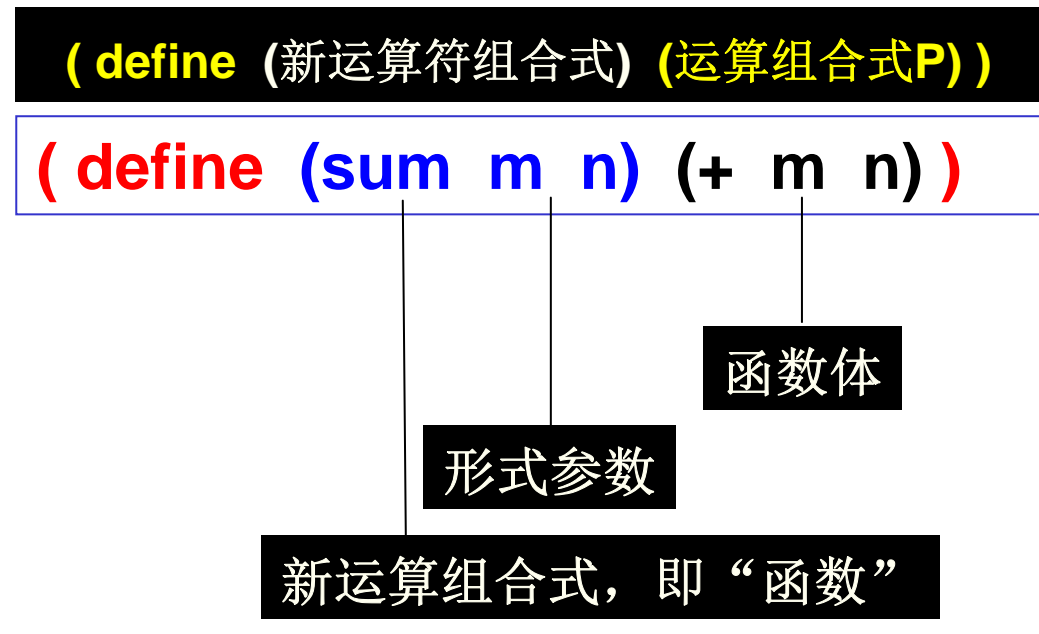 ( define (新运算符组合式) (运算组合式P) )
( define (sum m n) (+ m n) )
函数体
形式参数
新运算组合式，即“函数”